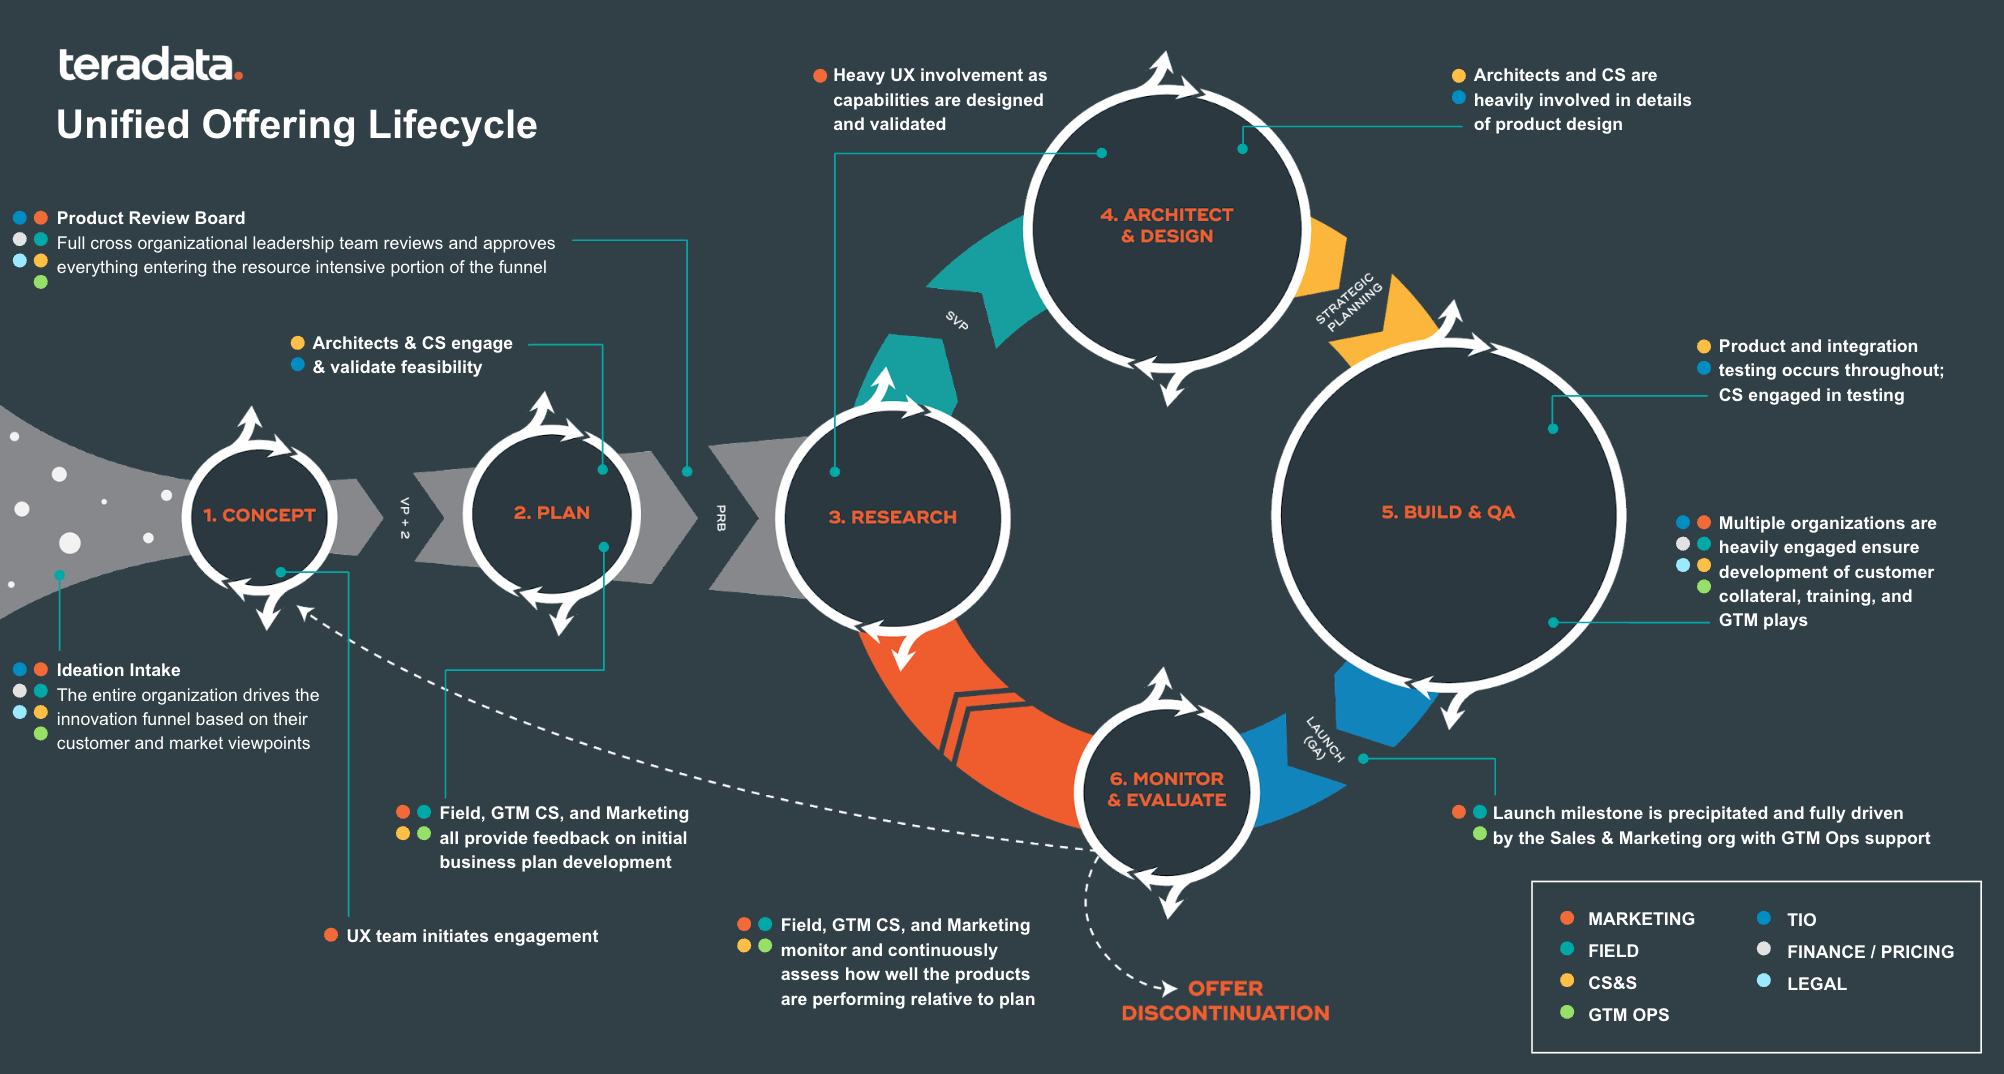 teradata.
Unified Offering Lifecycle
Heavy UX involvement as
capabilities are designed
and validated
Architects and CS are
heavily involved in details
of product design
Product Review Board
Full cross organizational leadership team reviews and approves
everything entering the resource intensive portion of the funnel
Architects & CS engage
& validate feasibility
1. CONCEPT
VP + 2
2. PLAN
PRB
3. RESEARCH
SVP
4. ARCHITECT
& DESIGN
STRATEGIC
PLANNING
5. BUILD & QA
Product and integration
testing occurs throughout;
CS engaged in testing
Multiple organizations are
heavily engaged ensure
development of customer
collateral, training, and
GTM plays
LAUNCH
(GA)
6. MONITOR
& EVALUATE
Ideation Intake
The entire organization drives the
innovation funnel based on their
customer and market viewpoints
Field, GTM CS, and Marketing
all provide feedback on initial
business plan development
Launch milestone is precipitated and fully driven
by the Sales & Marketing org with GTM Ops support
UX team initiates engagement
Field, GTM CS, and Marketing
monitor and continuously
assess how well the products
are performing relative to plan
OFFER
DISCONTINUATION
MARKETING
FIELD
CS&S
GTM OPS
TIO
FINANCE / PRICING
LEGAL